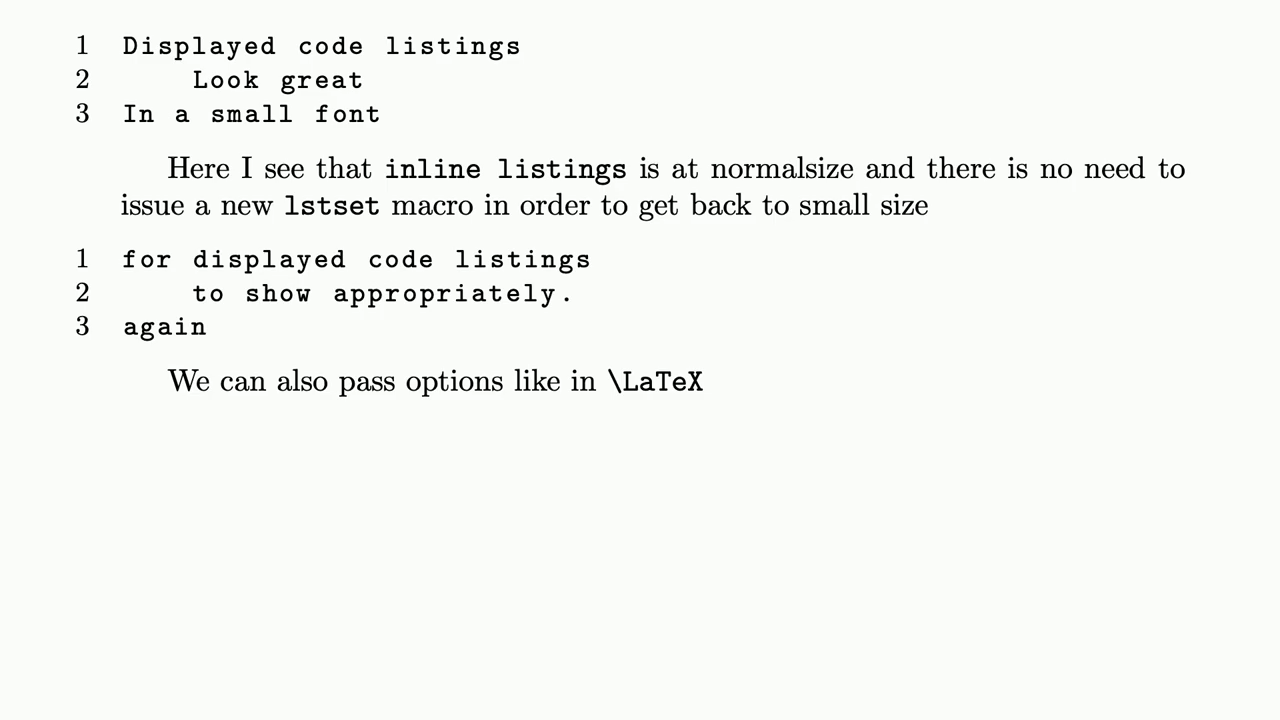 1 Displayed code listings
2     Look great
3 In a small font
Here I see that inline listings is at normalsize and there is no need to
issue a new lstset macro in order to get back to small size
1 for displayed code listings
2     to show appropriately.
3 again
We can also pass options like in \LaTeX